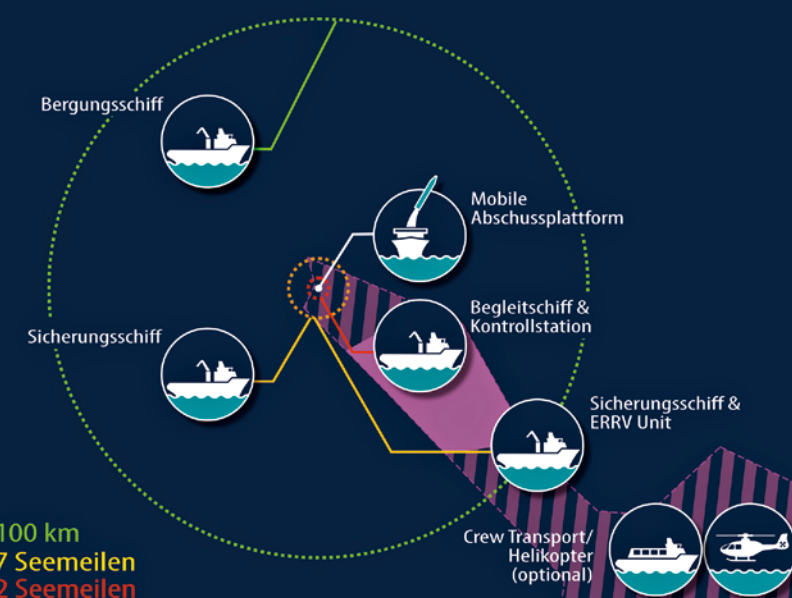 Bergungsschiff
Mobile
Abschussplattform
Begleitschiff &
Kontrollstation
Sicherungsschiff
Sicherungsschiff &
ERRV Unit
Crew Transport/
Helikopter
(optional)
100 km
7 Seemeilen
2 Seemeilen